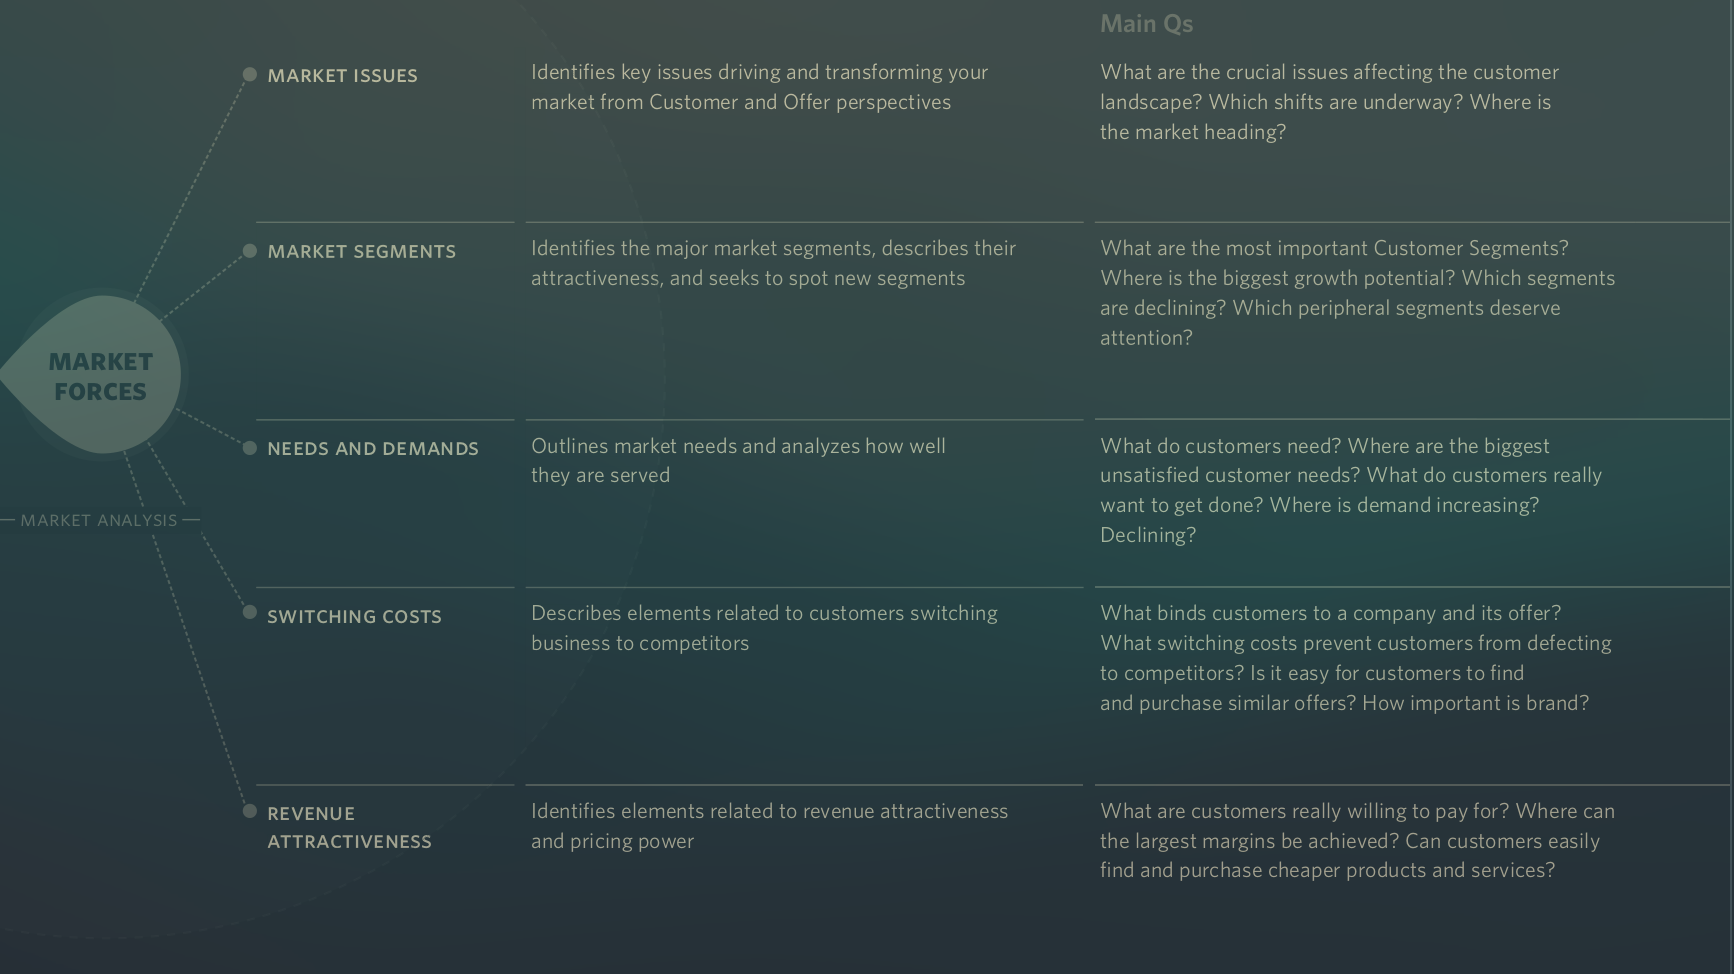 Main Qs
MARKET ISSUES
Identifies key issues driving and transforming your
market from Customer and Offer perspectives
What are the crucial issues affecting the customer
landscape? Which shifts are underway? Where is
the market heading?
MARKET SEGMENTS
Identifies the major market segments, describes their
attractiveness, and seeks to spot new segments
What are the most important Customer Segments?
Where is the biggest growth potential? Which segments
are declining? Which peripheral segments deserve
attention?
MARKET
FORCES
NEEDS AND DEMANDS
Outlines market needs and analyzes how well
they are served
What do customers need? Where are the biggest
unsatisfied customer needs? What do customers really
want to get done? Where is demand increasing?
Declining?
— MARKET ANALYSIS —
SWITCHING COSTS
Describes elements related to customers switching
business to competitors
What binds customers to a company and its offer?
What switching costs prevent customers from defecting
to competitors? Is it easy for customers to find
and purchase similar offers? How important is brand?
REVENUE
ATTRACTIVENESS
Identifies elements related to revenue attractiveness
and pricing power
What are customers really willing to pay for? Where can
the largest margins be achieved? Can customers easily
find and purchase cheaper products and services?